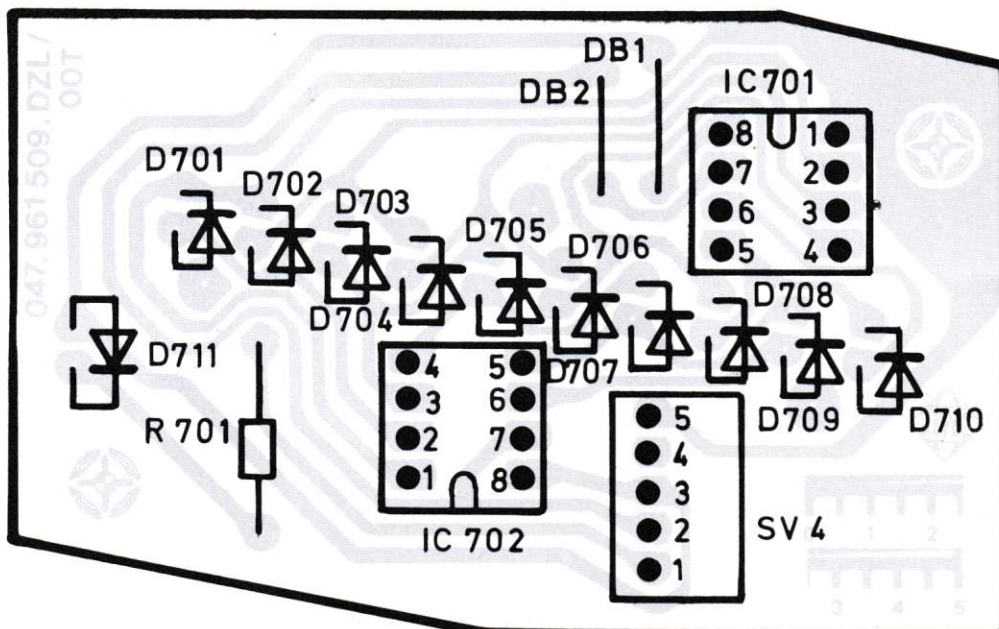 047.961 509.DZL/
00T
DB1
DB2
IC701
8 1
7 2
6 3
5 4
D701
D702
D703
D704
D705
D706
D707
D708
D709
D710
D711
R 701
4 5
3 6
2 7
1 8
IC 702
5
4
3
2
1
SV 4
0 1 2
3 4 5